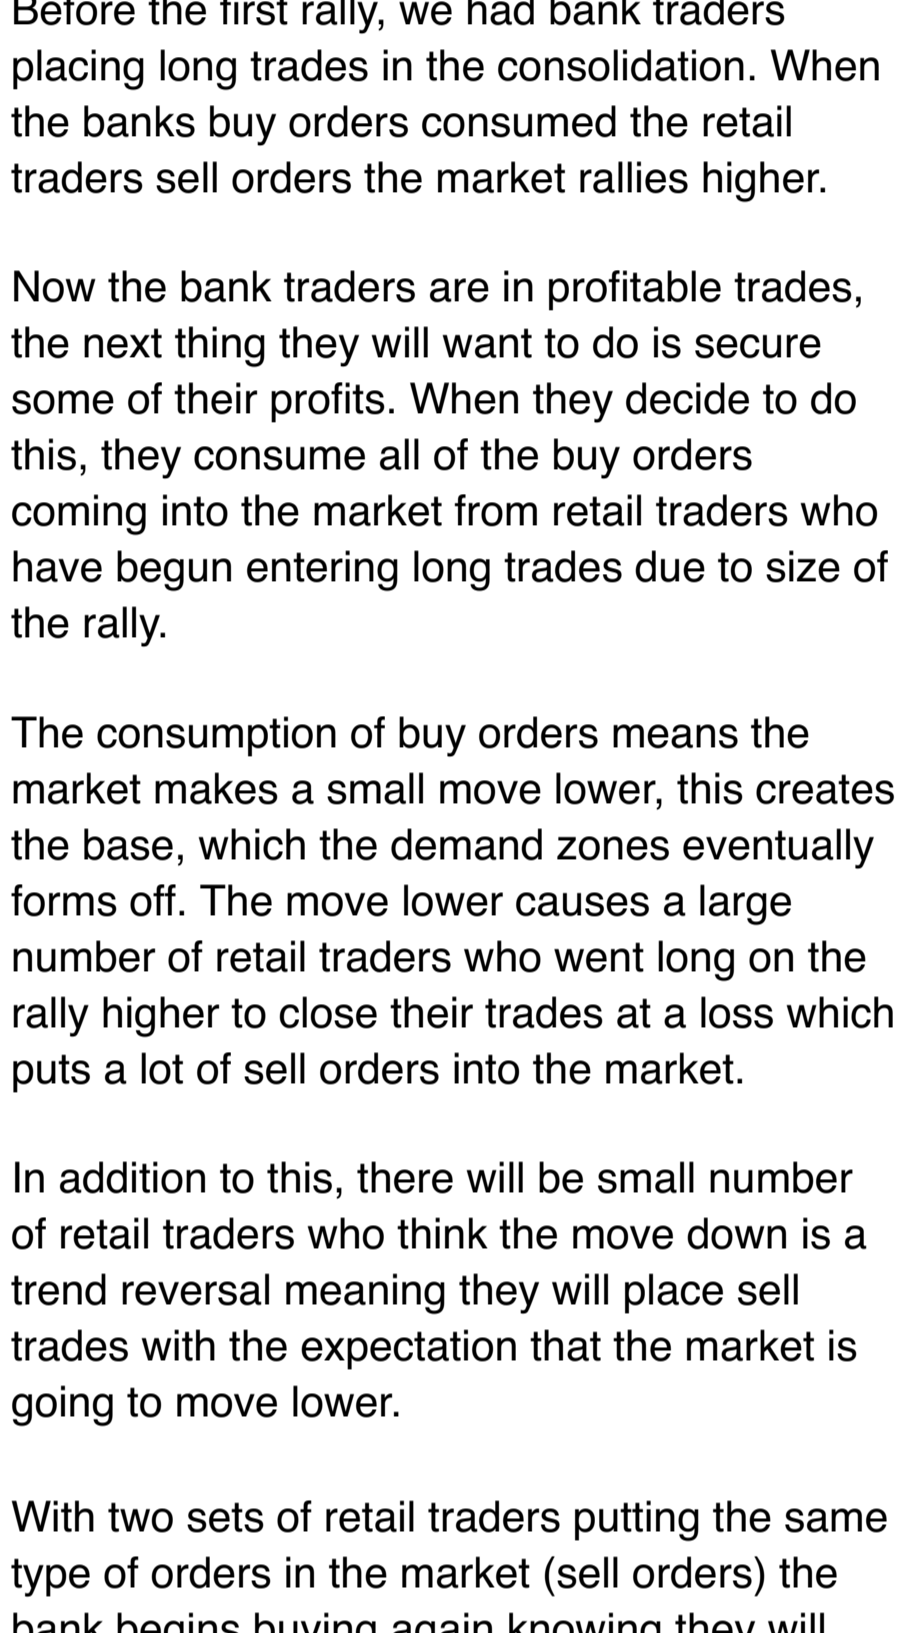 Before the first rally, we had bank traders
placing long trades in the consolidation. When
the banks buy orders consumed the retail
traders sell orders the market rallies higher.
Now the bank traders are in profitable trades,
the next thing they will want to do is secure
some of their profits. When they decide to do
this, they consume all of the buy orders
coming into the market from retail traders who
have begun entering long trades due to size of
the rally.
The consumption of buy orders means the
market makes a small move lower, this creates
the base, which the demand zones eventually
forms off. The move lower causes a large
number of retail traders who went long on the
rally higher to close their trades at a loss which
puts a lot of sell orders into the market.
In addition to this, there will be small number
of retail traders who think the move down is a
trend reversal meaning they will place sell
trades with the expectation that the market is
going to move lower.
With two sets of retail traders putting the same
type of orders in the market (sell orders) the
bank begins buying again knowing they will